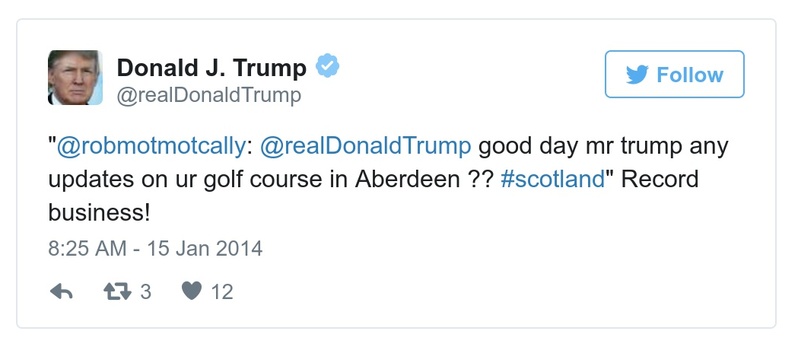 Donald J. Trump
@realDonaldTrump
Follow
"@robmotmotcally: @realDonaldTrump good day mr trump any
updates on ur golf course in Aberdeen ?? #scotland" Record
business!
8:25 AM - 15 Jan 2014
3
12